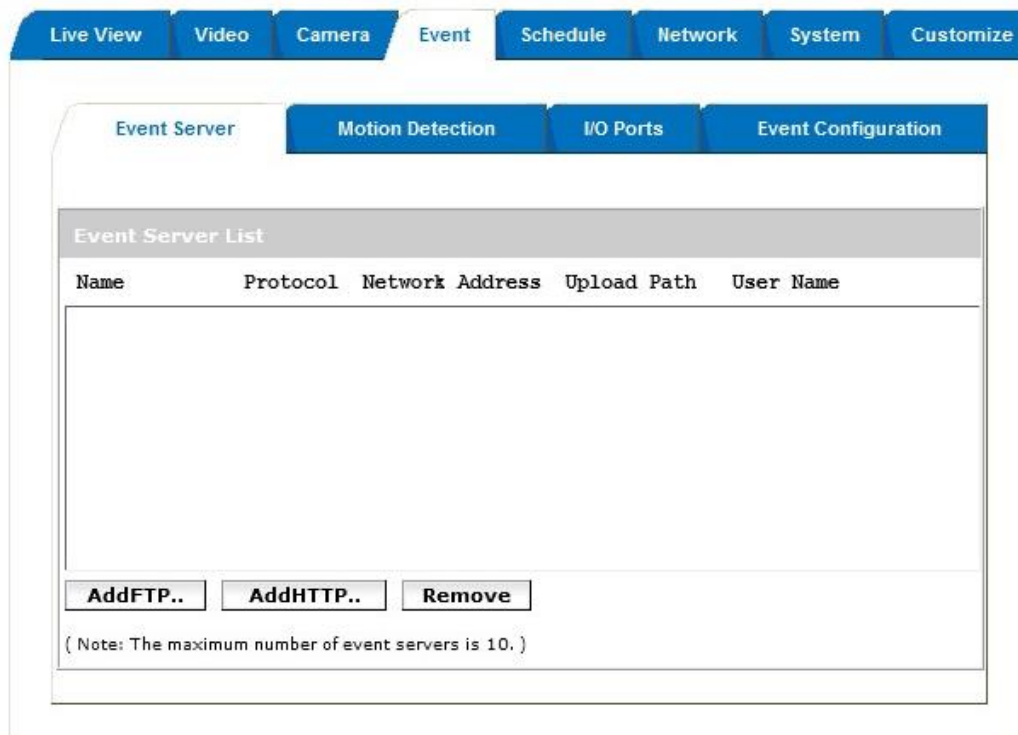 Live View Video Camera Event Schedule Network System Customize
Event Server Motion Detection I/O Ports Event Configuration
Event Server List
Name Protocol Network Address Upload Path User Name
AddFTP.. AddHTTP.. Remove
( Note: The maximum number of event servers is 10. )